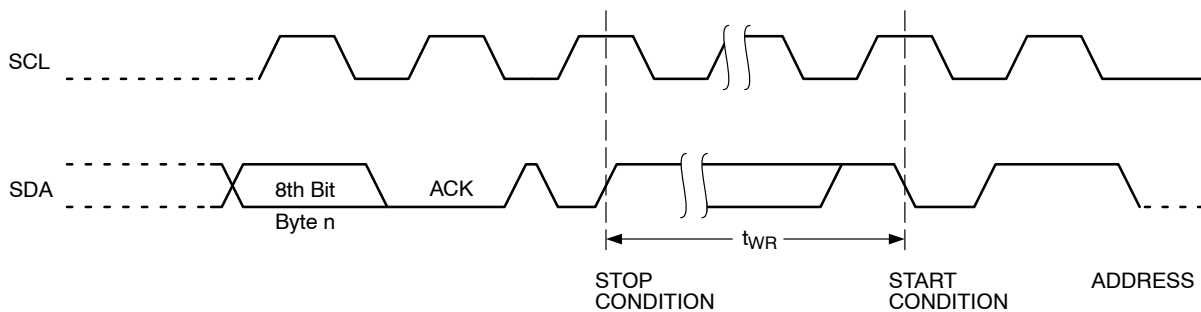 SCL
SDA
8th Bit
Byte n
ACK
tWR
STOP
CONDITION
START
CONDITION
ADDRESS